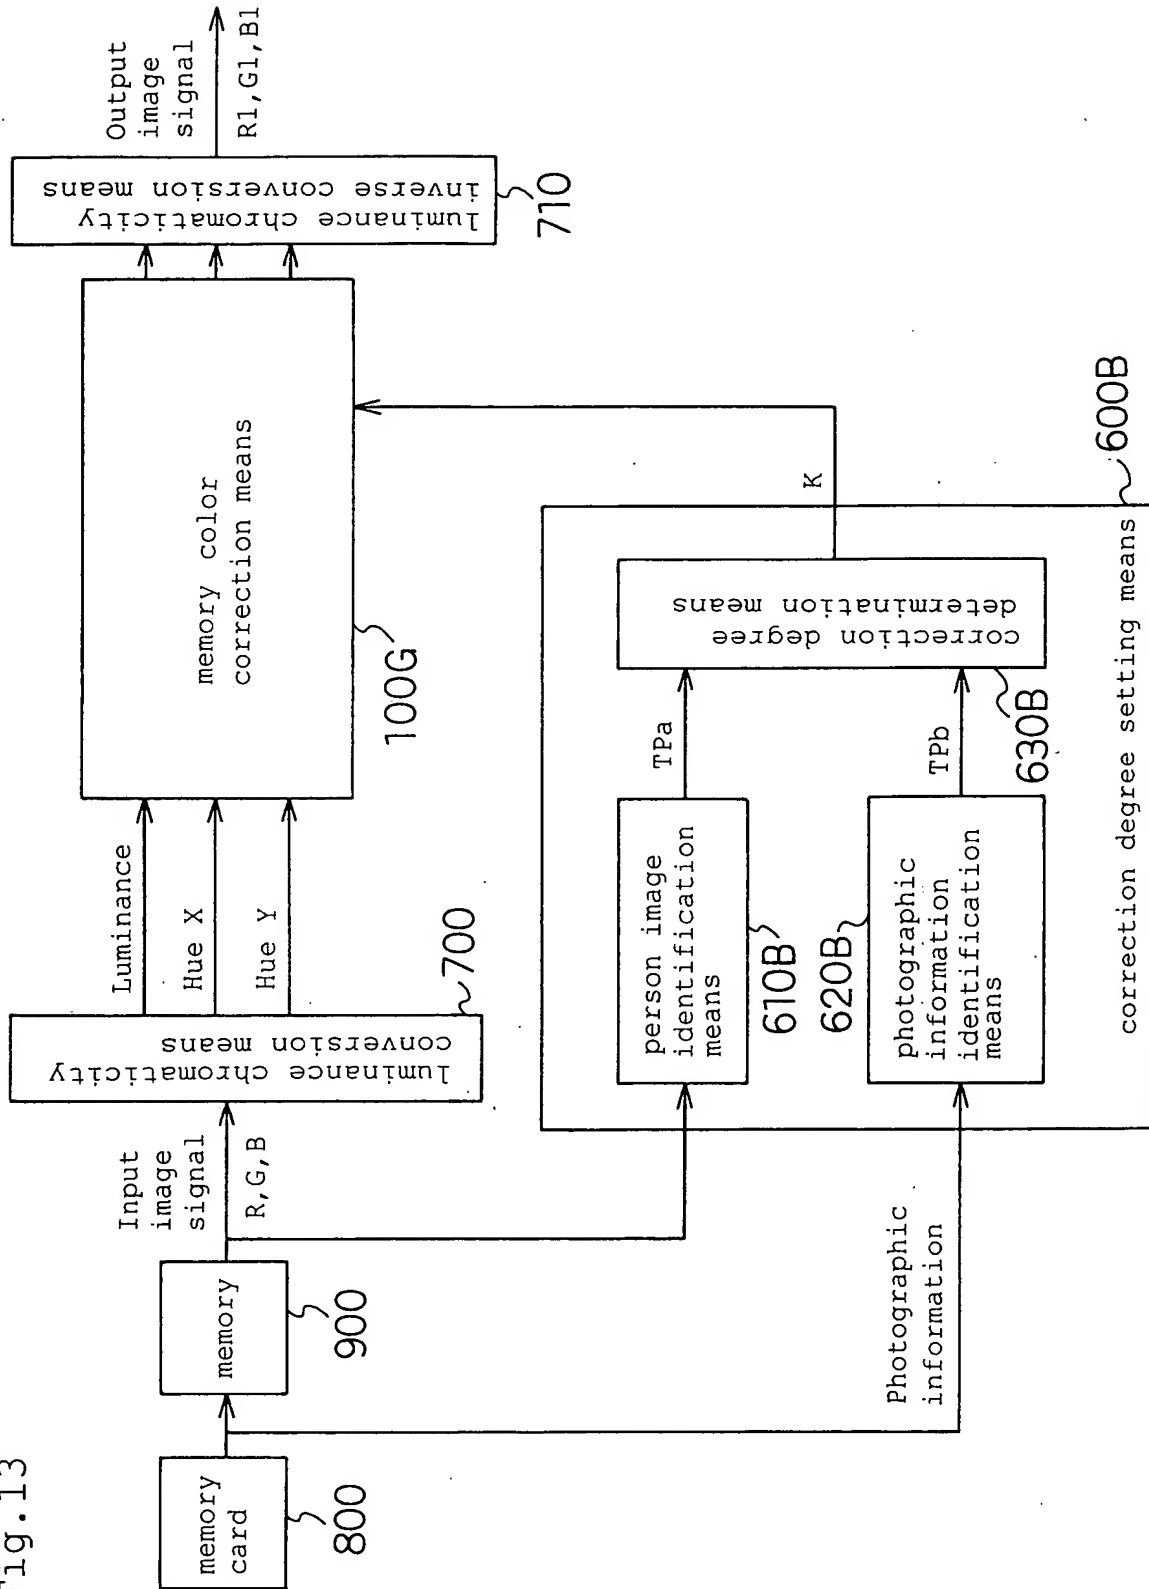 Fig.13
memory
card
800
memory
900
Input
image
signal
R,G,B
luminance chromaticity
conversion means
700
Luminance
Hue X
Hue Y
memory color
correction means
100G
luminance chromaticity
inverse conversion means
710
Output
image
signal
R1,G1,B1
Photographic
information
person image
identification
means
610B
photographic
information
identification
means
620B
TPa
TPb
correction degree
determination means
630B
K
correction degree setting means
600B